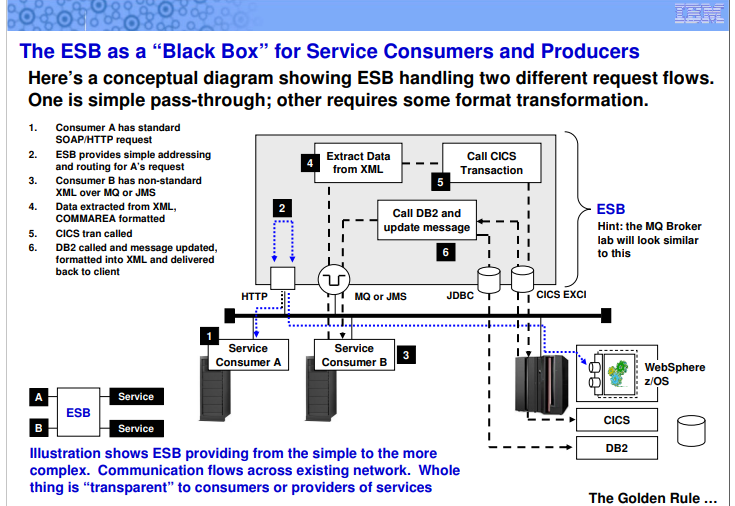 IBM
The ESB as a “Black Box” for Service Consumers and Producers
Here’s a conceptual diagram showing ESB handling two different request flows.
One is simple pass-through; other requires some format transformation.
1. Consumer A has standard
SOAP/HTTP request
2. ESB provides simple addressing
and routing for A’s request
3. Consumer B has non-standard
XML over MQ or JMS
4. Data extracted from XML,
COMMAREA formatted
5. CICS tran called
6. DB2 called and message updated,
formatted into XML and delivered
back to client
4
Extract Data
from XML
Call CICS
Transaction
5
2
Call DB2 and
update message
6
ESB
Hint: the MQ Broker
lab will look similar
to this
HTTP
MQ or JMS
JDBC
CICS EXCI
1
Service
Consumer A
Service
Consumer B
3
WebSphere
z/OS
CICS
DB2
A
B
ESB
Service
Service
Illustration shows ESB providing from the simple to the more
complex. Communication flows across existing network. Whole
thing is “transparent” to consumers or providers of services
The Golden Rule …